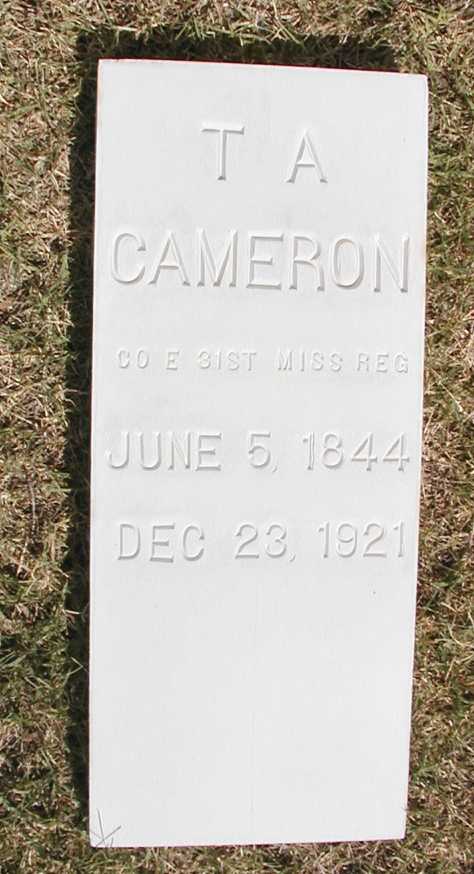 T A
CAMERON
CO E 31ST MISS REG
JUNE 5, 1844
DEC 23, 1921